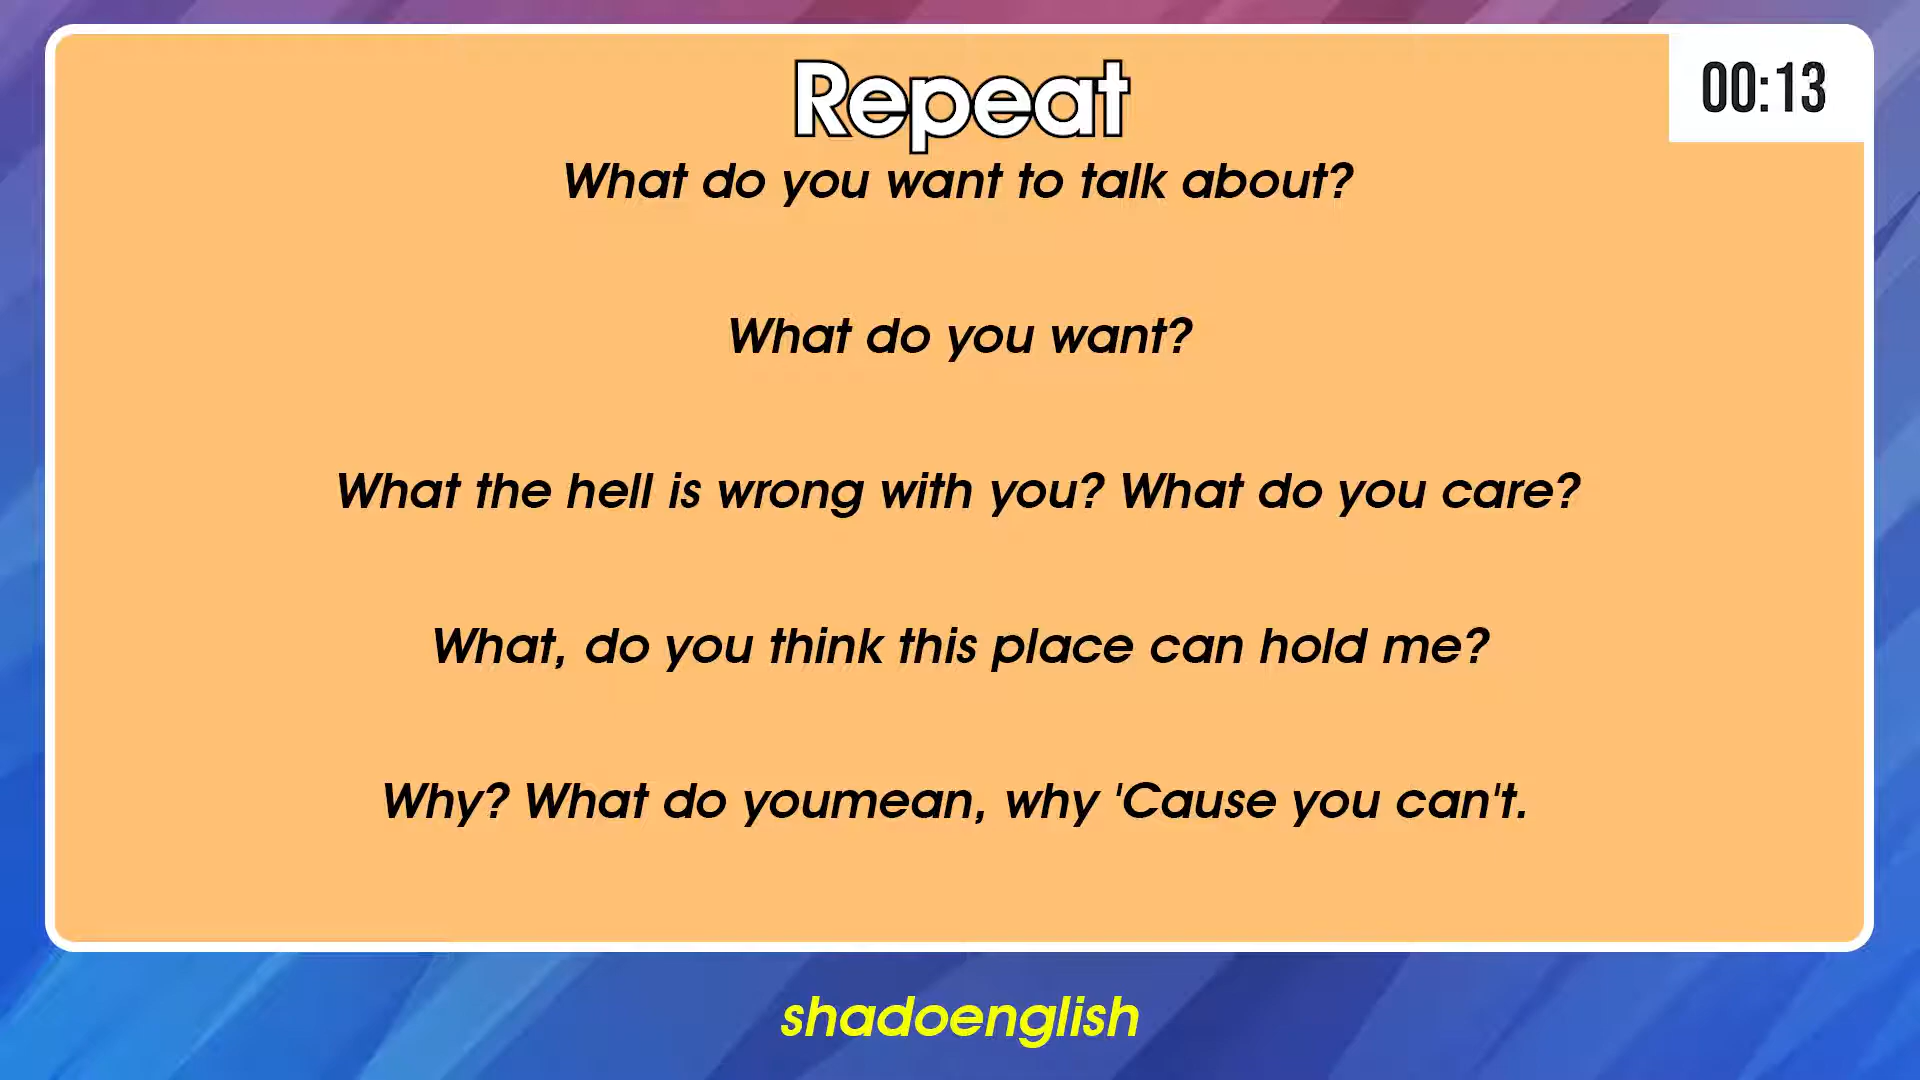 Repeat
00:13
What do you want to talk about?
What do you want?
What the hell is wrong with you? What do you care?
What, do you think this place can hold me?
Why? What do youmean, why 'Cause you can't.
shadoenglish